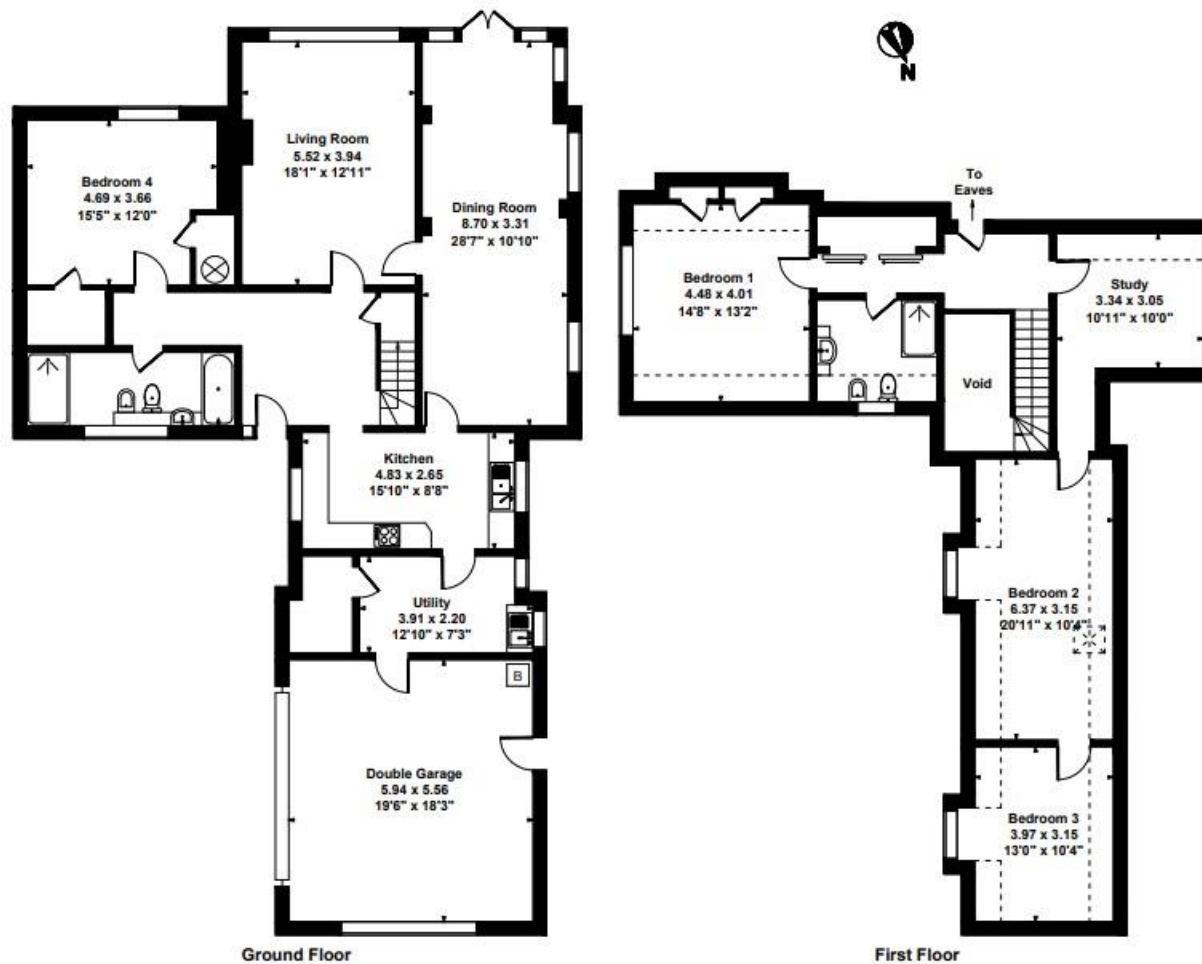 N
Living Room
5.52 x 3.94
18'1" x 12'11"
Bedroom 4
4.69 x 3.66
15'5" x 12'0"
Dining Room
8.70 x 3.31
28'7" x 10'10"
Kitchen
4.83 x 2.65
15'10" x 8'8"
Utility
3.91 x 2.20
12'10" x 7'3"
B
Double Garage
5.94 x 5.56
19'6" x 18'3"
Ground Floor
To
Eaves
Bedroom 1
4.48 x 4.01
14'8" x 13'2"
Study
3.34 x 3.05
10'11" x 10'0"
Void
Bedroom 2
6.37 x 3.15
20'11" x 10'4"
Bedroom 3
3.97 x 3.15
13'0" x 10'4"
First Floor